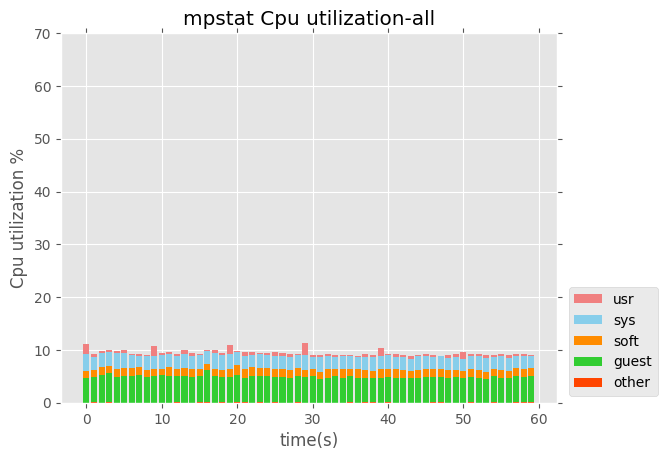 mpstat Cpu utilization-all
70
60
50
40
30
20
10
0
Cpu utilization %
0 10 20 30 40 50 60
time(s)
usr
sys
soft
guest
other